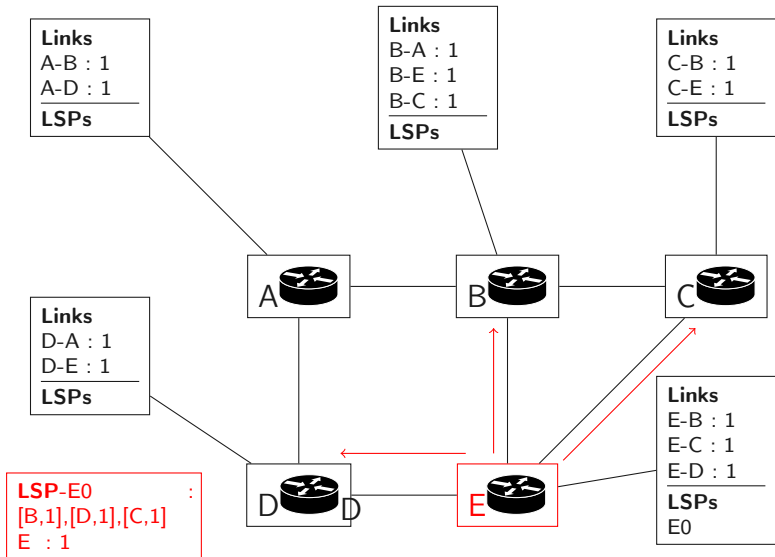 Links
A-B : 1
A-D : 1
LSPs
Links
B-A : 1
B-E : 1
B-C : 1
LSPs
Links
C-B : 1
C-E : 1
LSPs
A
B
C
Links
D-A : 1
D-E : 1
LSPs
Links
E-B : 1
E-C : 1
E-D : 1
LSPs
E0
LSP-E0 :
[B,1],[D,1],[C,1]
E : 1
D
D
E